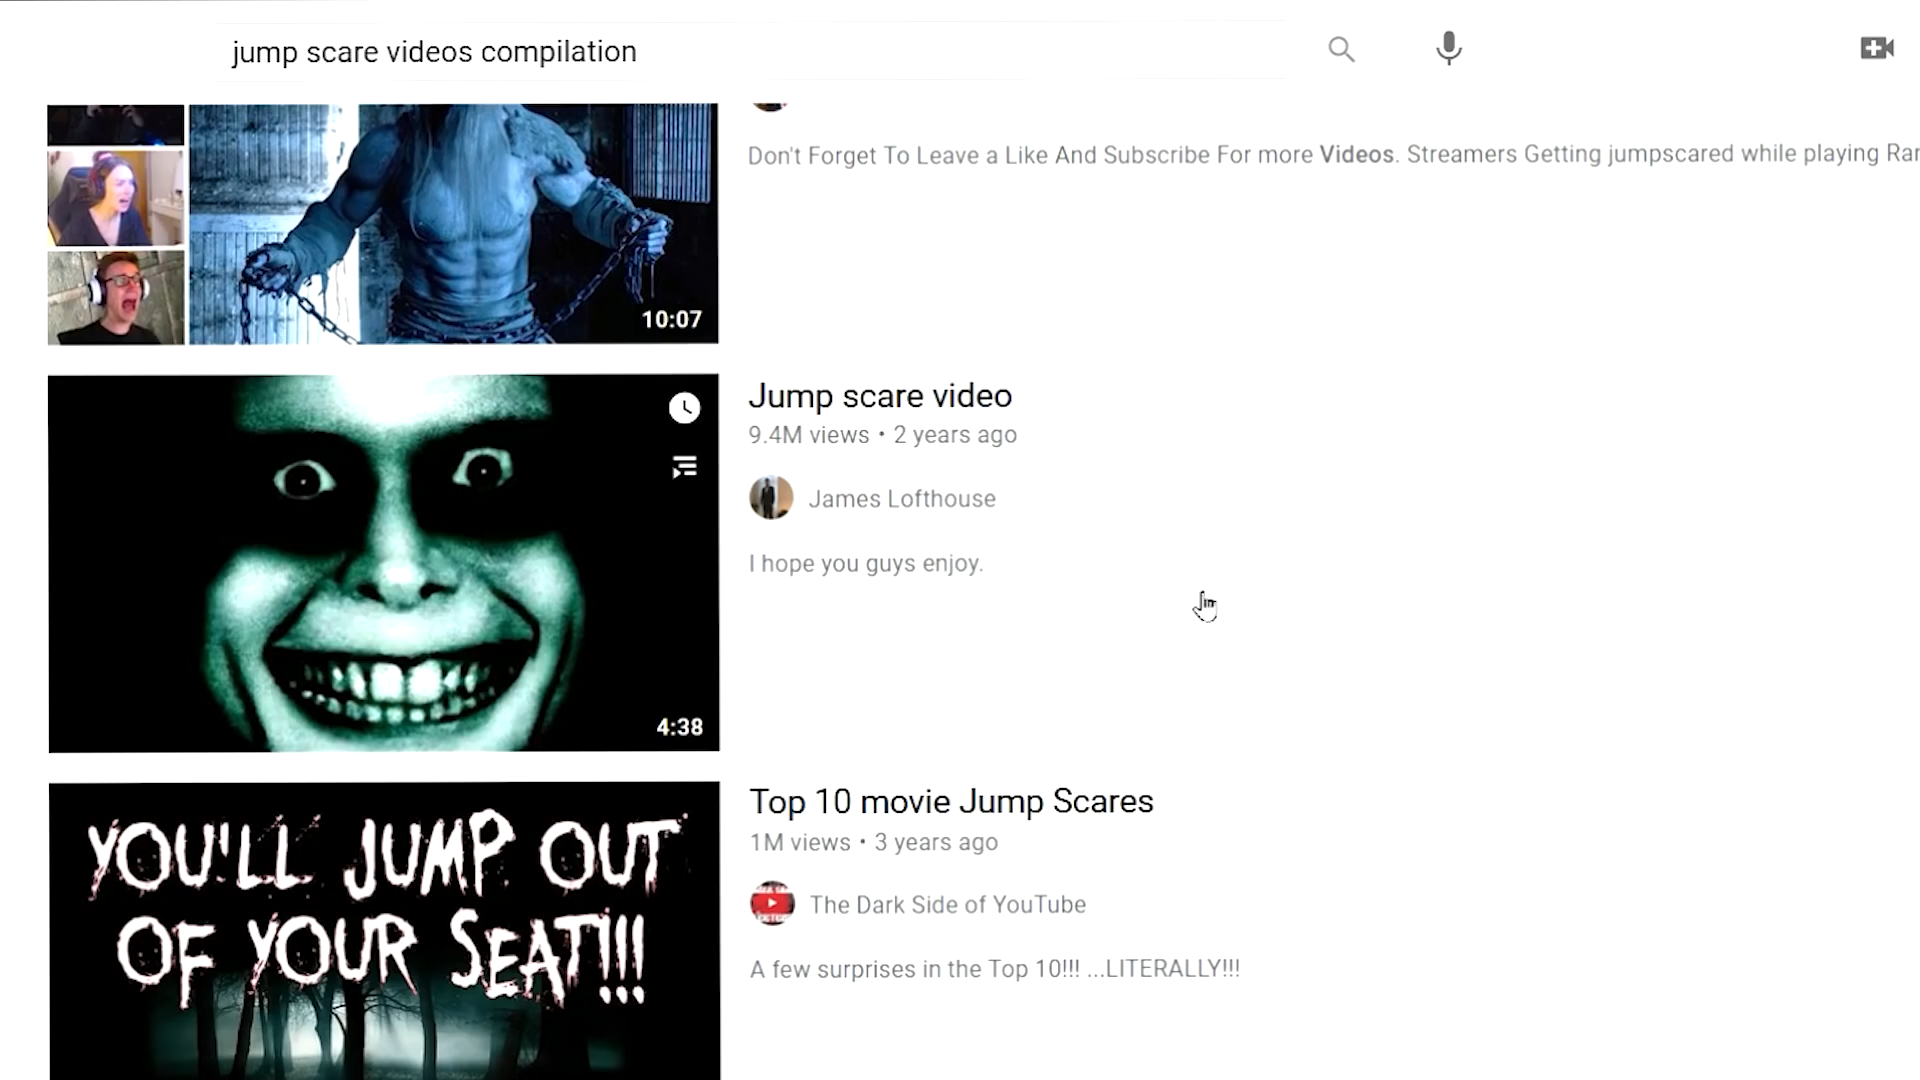 jump scare videos compilation
Don't Forget To Leave a Like And Subscribe For more Videos. Streamers Getting jumpscared while playing Ran
10:07
Jump scare video
9.4M views • 2 years ago
James Lofthouse
I hope you guys enjoy.
4:38
YOU'LL JUMP OUT
OF YOUR SEAT!!!
Top 10 movie Jump Scares
1M views • 3 years ago
The Dark Side of YouTube
A few surprises in the Top 10!!! ...LITERALLY!!!